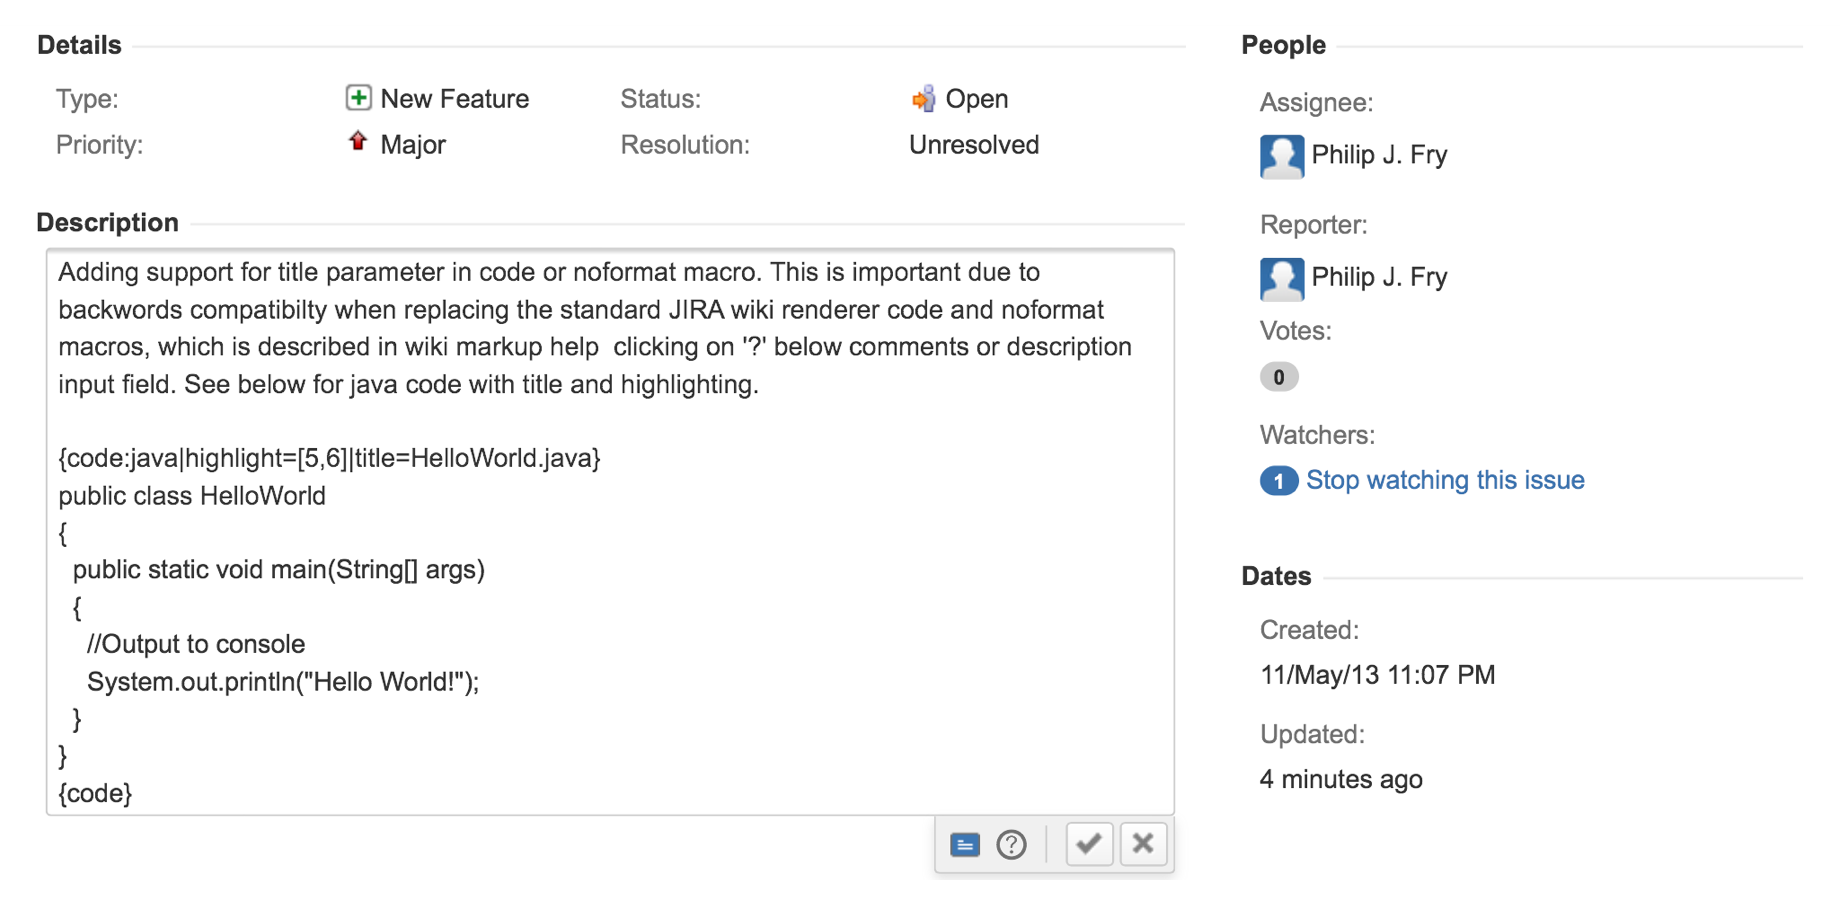 Details
Type: New Feature Status: Open
Priority: Major Resolution: Unresolved
Description
Adding support for title parameter in code or noformat macro. This is important due to
backwords compatibilty when replacing the standard JIRA wiki renderer code and noformat
macros, which is described in wiki markup help  clicking on '?' below comments or description
input field. See below for java code with title and highlighting.
{code:java|highlight=[5,6]|title=HelloWorld.java}
public class HelloWorld
{
  public static void main(String[] args)
  {
    //Output to console
    System.out.println("Hello World!");
  }
}
{code}
?
People
Assignee:
Philip J. Fry
Reporter:
Philip J. Fry
Votes:
0
Watchers:
1 Stop watching this issue
Dates
Created:
11/May/13 11:07 PM
Updated:
4 minutes ago